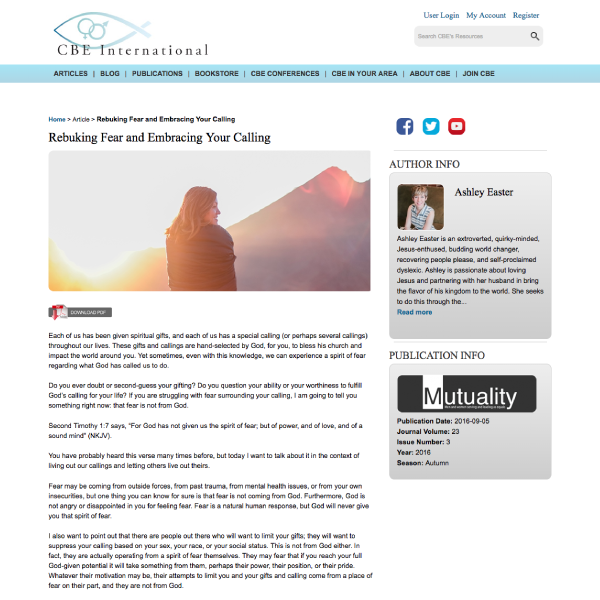 User Login | My Account | Register
CBE International
Search CBE's Resources
ARTICLES | BLOG | PUBLICATIONS | BOOKSTORE | CBE CONFERENCES | CBE IN YOUR AREA | ABOUT CBE | JOIN CBE
Home > Article > Rebuking Fear and Embracing Your Calling
Rebuking Fear and Embracing Your Calling
DOWNLOAD PDF
Each of us has been given spiritual gifts, and each of us has a special calling (or perhaps several callings)
throughout our lives. These gifts and callings are hand-selected by God, for you, to bless his church and
impact the world around you. Yet sometimes, even with this knowledge, we can experience a spirit of fear
regarding what God has called us to do.
Do you ever doubt or second-guess your gifting? Do you question your ability or your worthiness to fulfill
God's calling for your life? If you are struggling with fear surrounding your calling, I am going to tell you
something right now: that fear is not from God.
Second Timothy 1:7 says, “For God has not given us the spirit of fear; but of power, and of love, and of a
sound mind” (NKJV).
You have probably heard this verse many times before, but today I want to talk about it in the context of
living out our callings and letting others live out theirs.
Fear may be coming from outside forces, from past trauma, from mental health issues, or from your own
insecurities, but one thing you can know for sure is that fear is not coming from God. Furthermore, God is
not angry or disappointed in you for feeling fear. Fear is a natural human response, but God will never give
you that spirit of fear.
I also want to point out that there are people out there who will want to limit your gifts; they will want to
suppress your calling based on your sex, your race, or your social status. This is not from God either. In
fact, they are actually operating from a spirit of fear themselves. They may fear that if you reach your full
God-given potential it will take something from them, perhaps their power, their position, or their pride.
Whatever their motivation may be, their attempts to limit you and your gifts and calling come from a place of
fear on their part, and they are not from God.
AUTHOR INFO
Ashley Easter
Ashley Easter is an extroverted, quirky-minded,
Jesus-enthused, budding world changer,
recovering people please, and self-proclaimed
dyslexic. Ashley is passionate about loving
Jesus and partnering with her husband in bring
the flavor of his kingdom to the world. She seeks
to do this through the...
Read more
PUBLICATION INFO
Mutuality
Publication Date: 2016-09-05
Journal Volume: 23
Issue Number: 3
Year: 2016
Season: Autumn